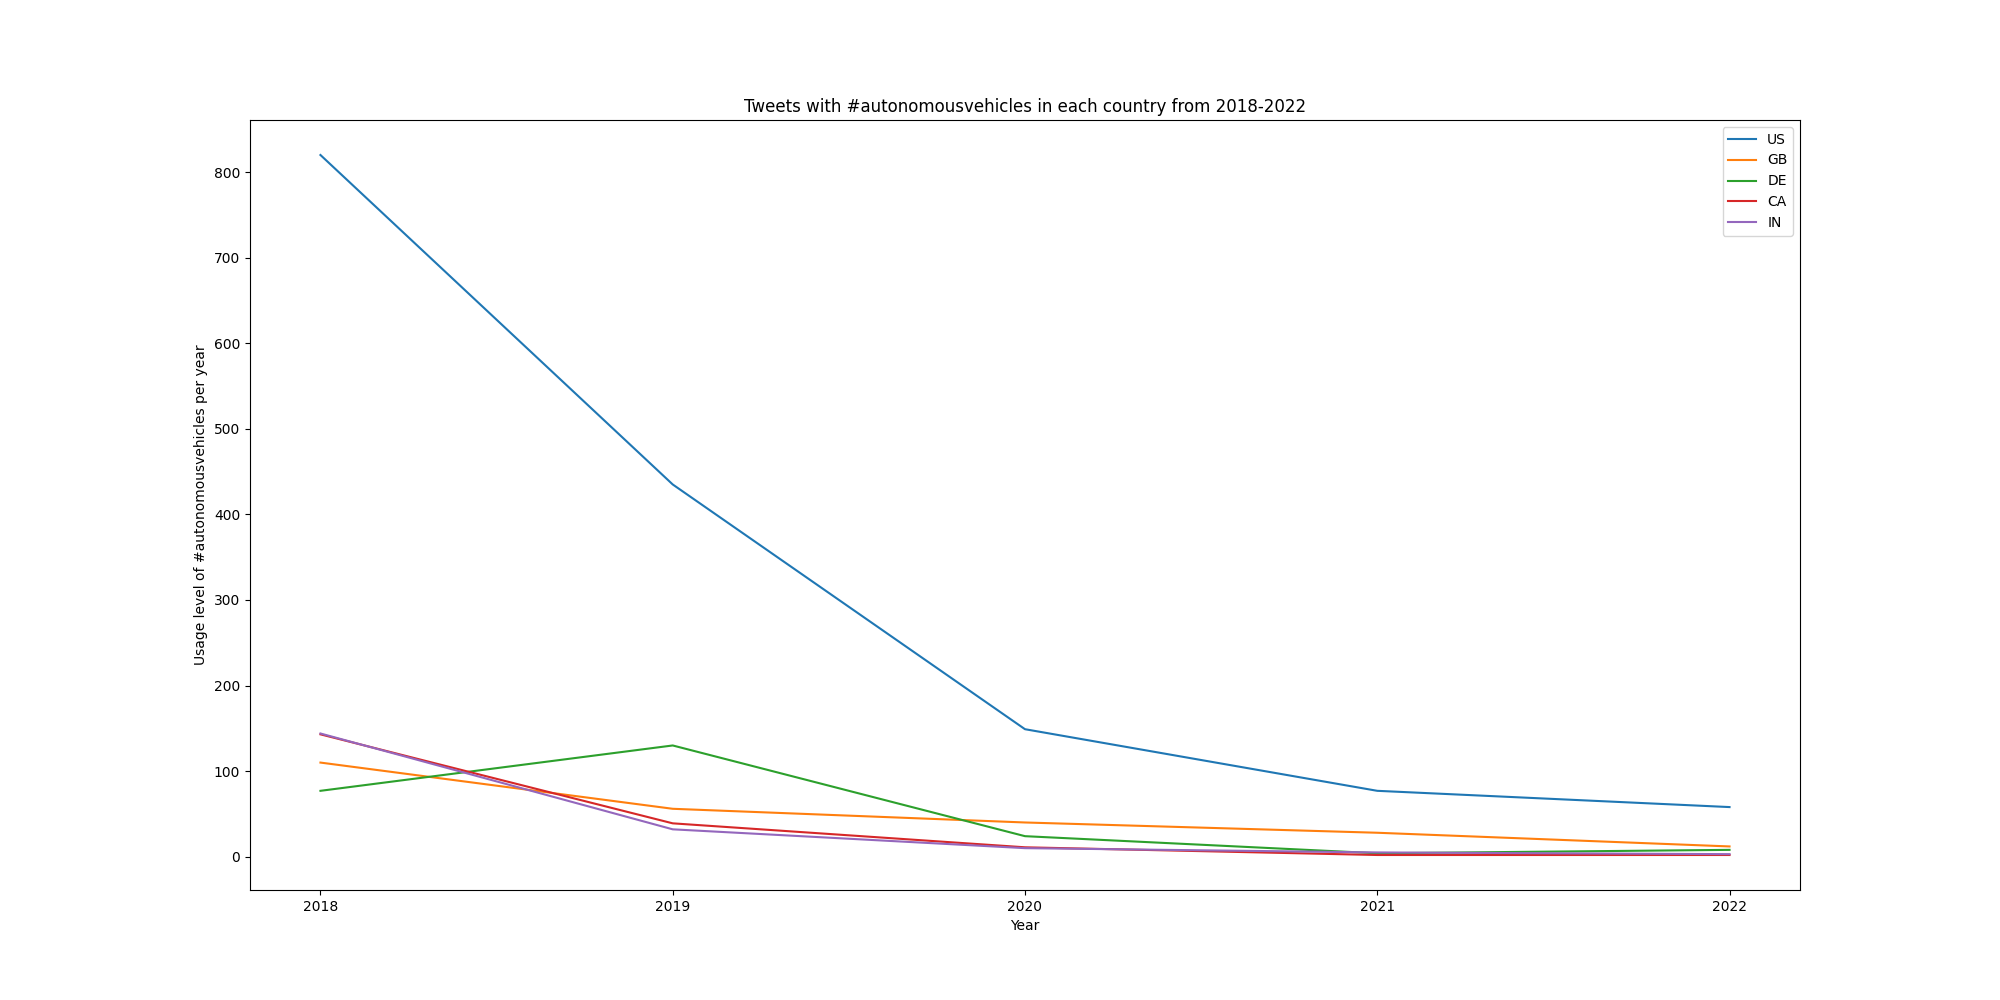 Tweets with #autonomousvehicles in each country from 2018-2022
US
GB
DE
CA
IN
800
700
600
500
400
300
200
100
0
Usage level of #autonomousvehicles per year
2018 2019 2020 2021 2022
Year